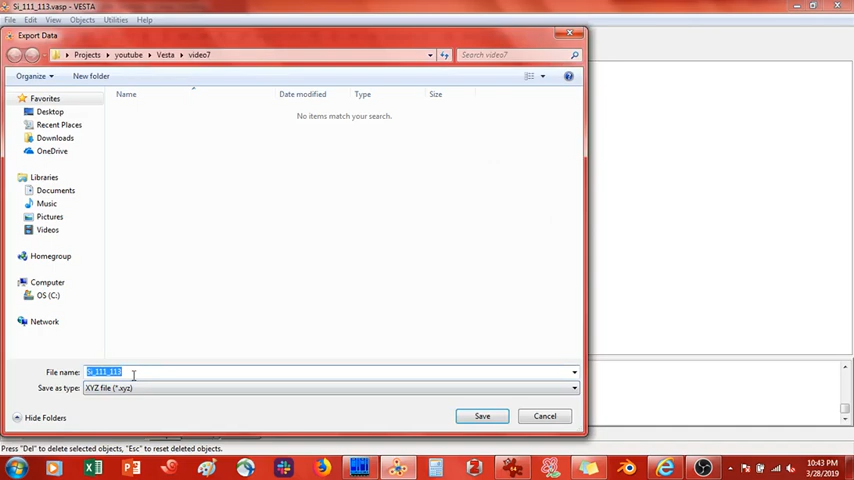 Si_111_113.vasp - VESTA
File Edit View Objects Utilities Help
Export Data
Projects youtube Vesta video7
Search video7
Organize New folder
Name Date modified Type Size
No items match your search.
Favorites
Desktop
Recent Places
Downloads
OneDrive
Libraries
Documents
Music
Pictures
Videos
Homegroup
Computer
OS (C:)
Network
File name: Si_111_113
Save as type: XYZ file (*.xyz)
Hide Folders
Save Cancel
Press "Del" to delete selected objects, "Esc" to reset deleted objects.
10:43 PM
3/28/2019